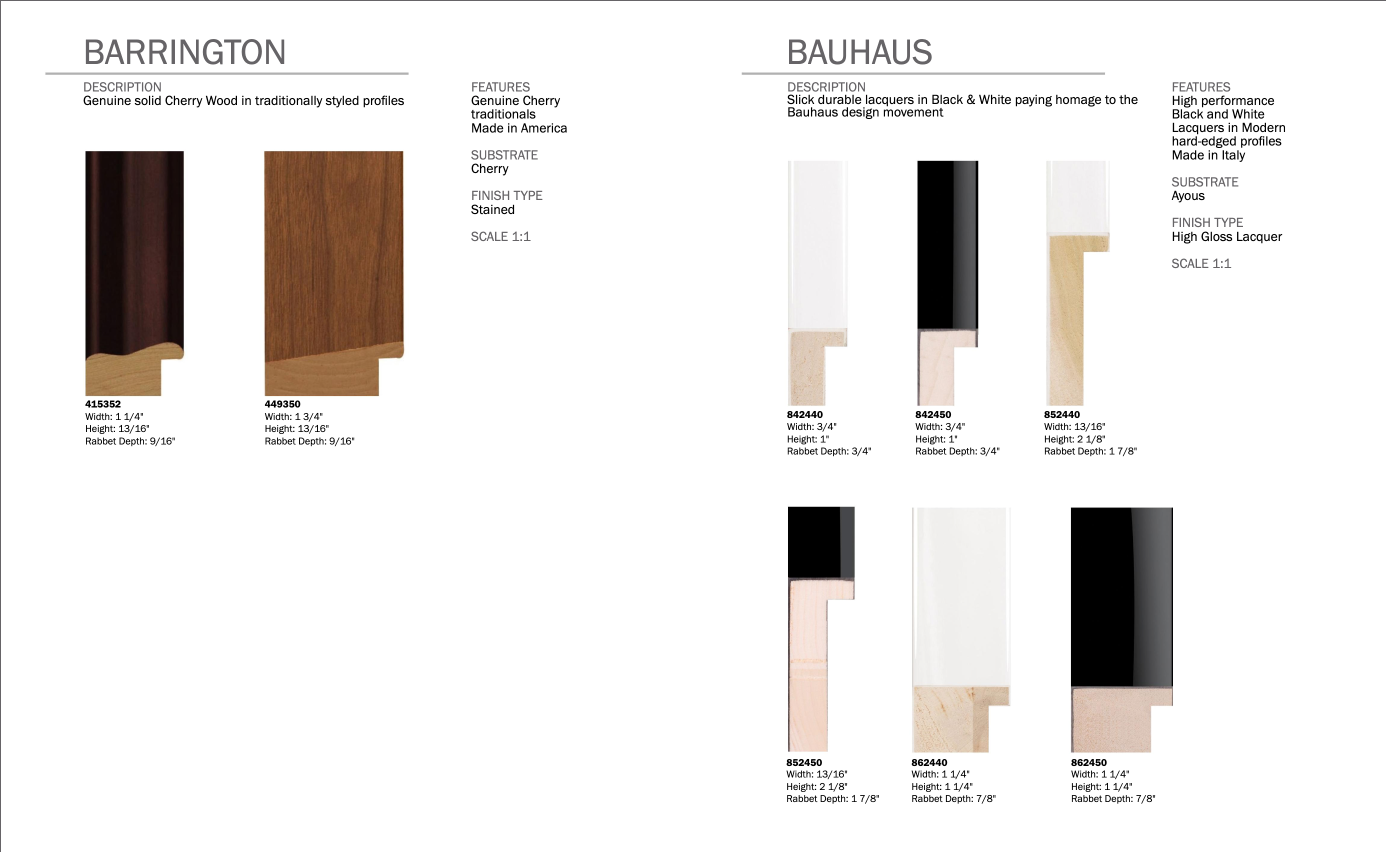 BARRINGTON
DESCRIPTION
Genuine solid Cherry Wood in traditionally styled profiles
FEATURES
Genuine Cherry
traditionals
Made in America
SUBSTRATE
Cherry
FINISH TYPE
Stained
SCALE 1:1
415352
Width: 1 1/4"
Height: 13/16"
Rabbet Depth: 9/16"
449350
Width: 1 3/4"
Height: 13/16"
Rabbet Depth: 9/16"
BAUHAUS
DESCRIPTION
Slick durable lacquers in Black & White paying homage to the
Bauhaus design movement
FEATURES
High performance
Black and White
Lacquers in Modern
hard-edged profiles
Made in Italy
SUBSTRATE
Ayous
FINISH TYPE
High Gloss Lacquer
SCALE 1:1
842440
Width: 3/4"
Height: 1"
Rabbet Depth: 3/4"
842450
Width: 3/4"
Height: 1"
Rabbet Depth: 3/4"
852440
Width: 13/16"
Height: 2 1/8"
Rabbet Depth: 1 7/8"
852450
Width: 13/16"
Height: 2 1/8"
Rabbet Depth: 1 7/8"
862440
Width: 1 1/4"
Height: 1 1/4"
Rabbet Depth: 7/8"
862450
Width: 1 1/4"
Height: 1 1/4"
Rabbet Depth: 7/8"